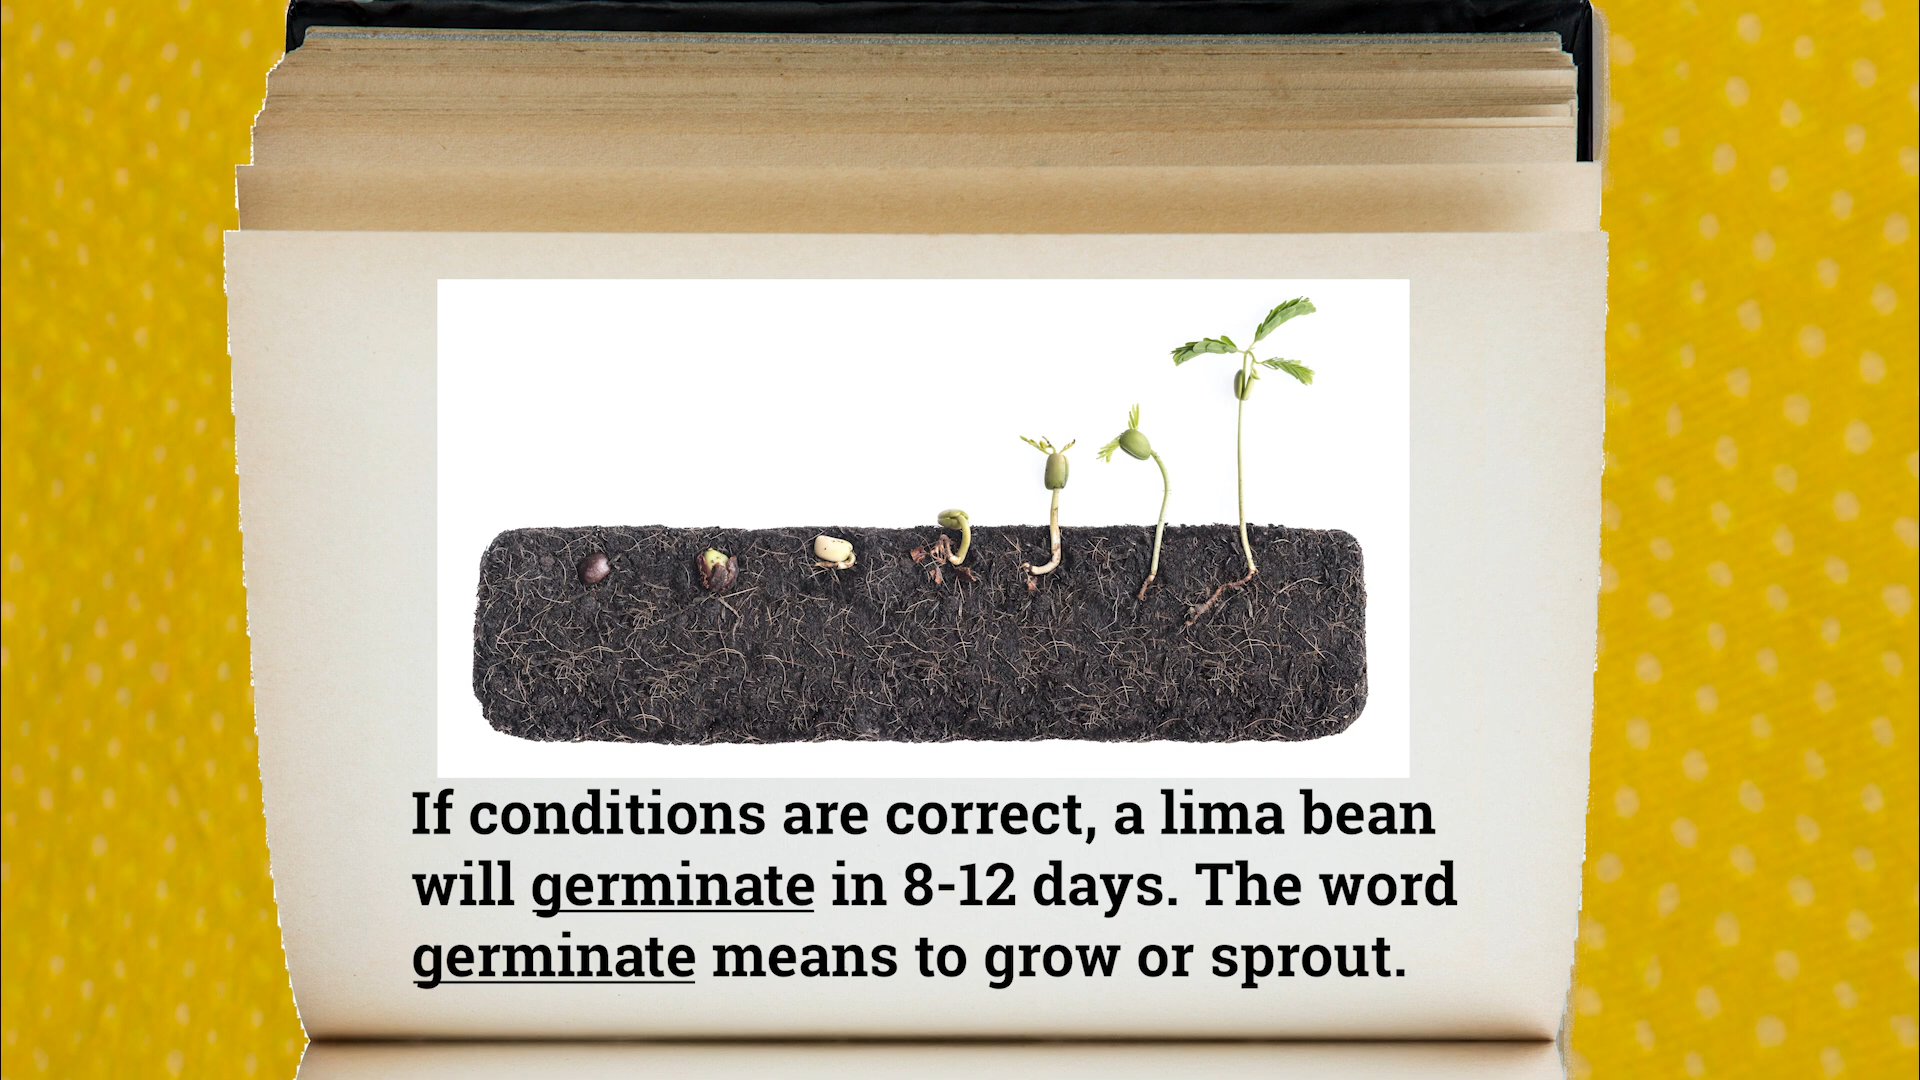 If conditions are correct, a lima bean
will germinate in 8-12 days. The word
germinate means to grow or sprout.